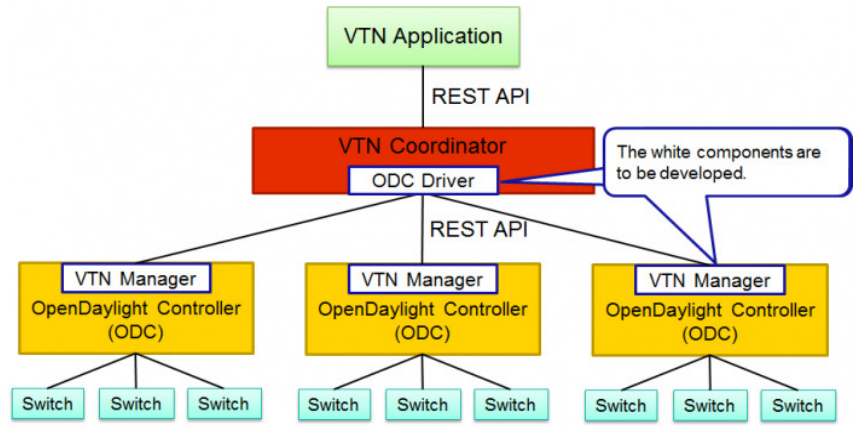 VTN Application
REST API
VTN Coordinator
ODC Driver
The white components are
to be developed.
REST API
VTN Manager
OpenDaylight Controller
(ODC)
VTN Manager
OpenDaylight Controller
(ODC)
VTN Manager
OpenDaylight Controller
(ODC)
Switch
Switch
Switch
Switch
Switch
Switch
Switch
Switch
Switch